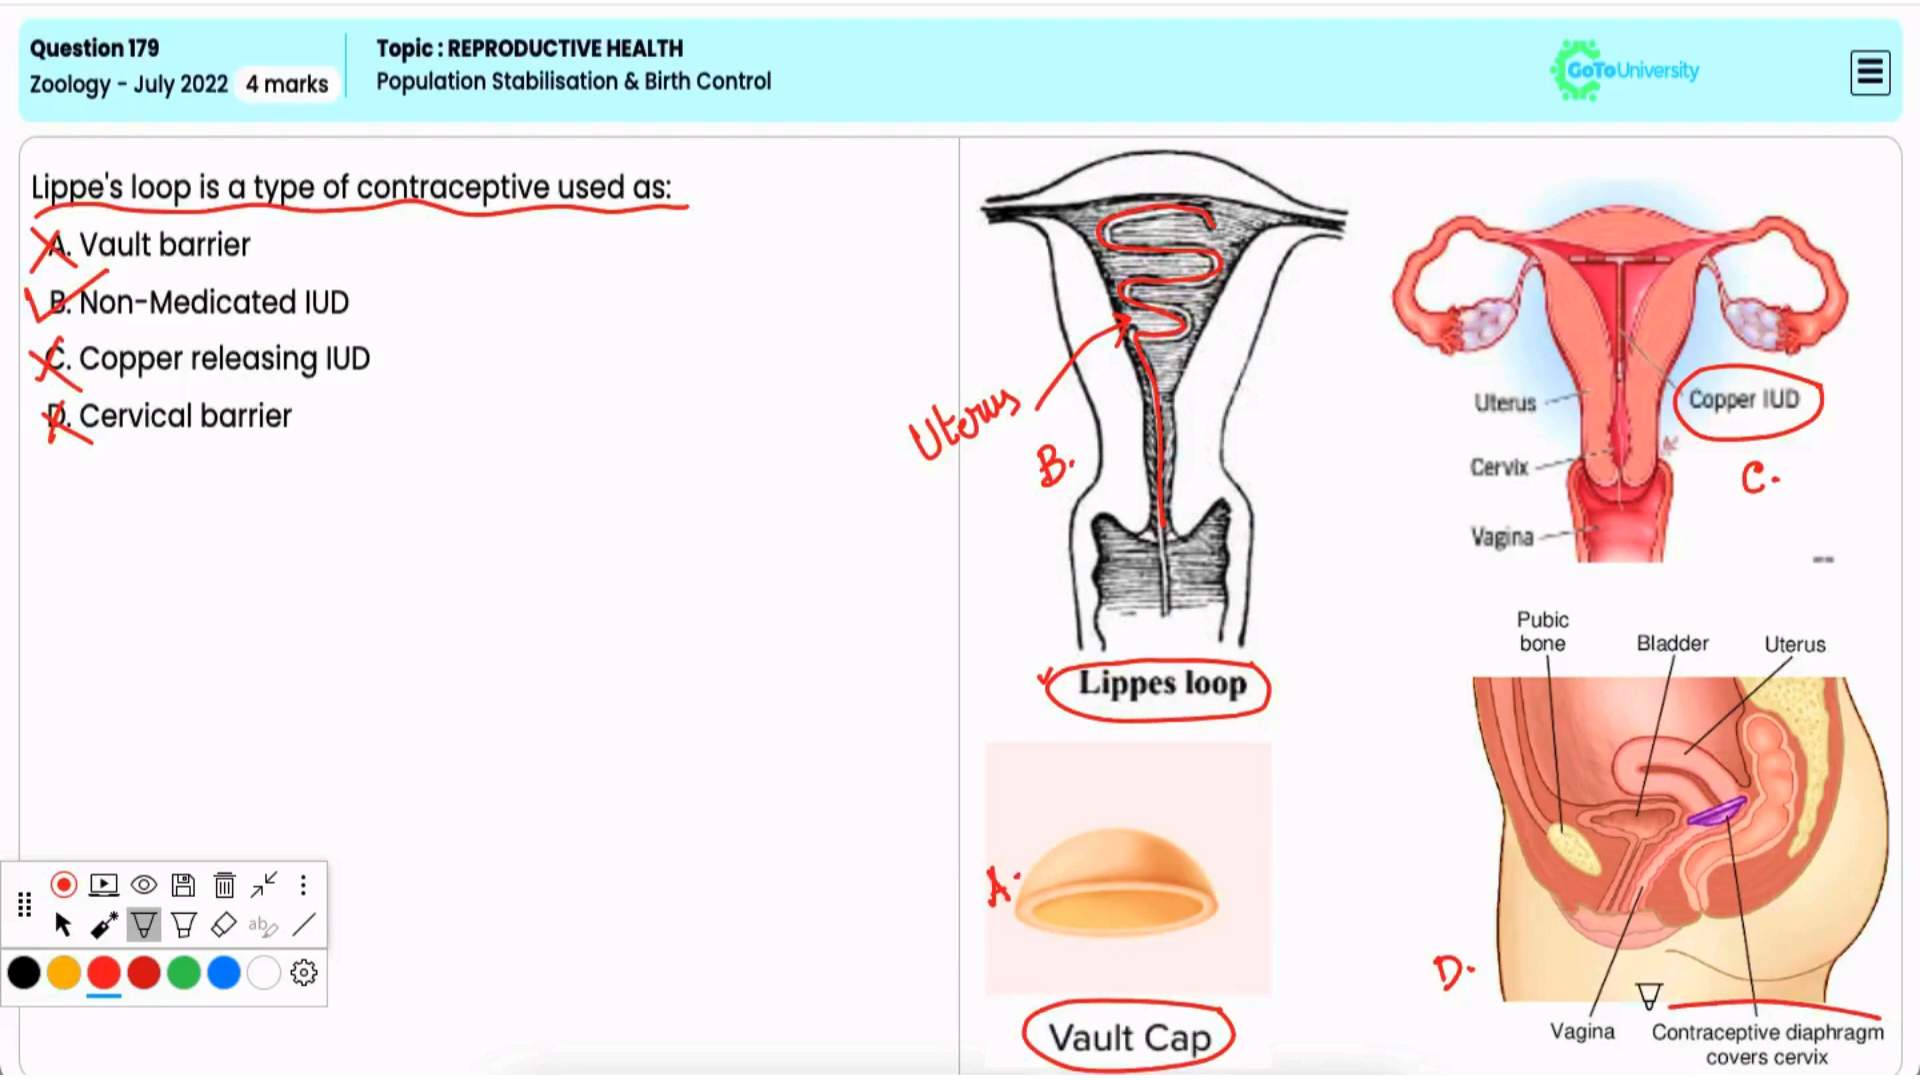 Question 179
Zoology - July 2022 4 marks
Topic : REPRODUCTIVE HEALTH
Population Stabilisation & Birth Control
GoToUniversity
Lippe's loop is a type of contraceptive used as:
A. Vault barrier
B. Non-Medicated IUD
C. Copper releasing IUD
D. Cervical barrier
Uterus
B.
Lippes loop
A.
Vault Cap
Uterus
Copper IUD
Cervix
C.
Vagina
Pubic
bone
Bladder
Uterus
D.
Vagina
Contraceptive diaphragm
covers cervix
ab